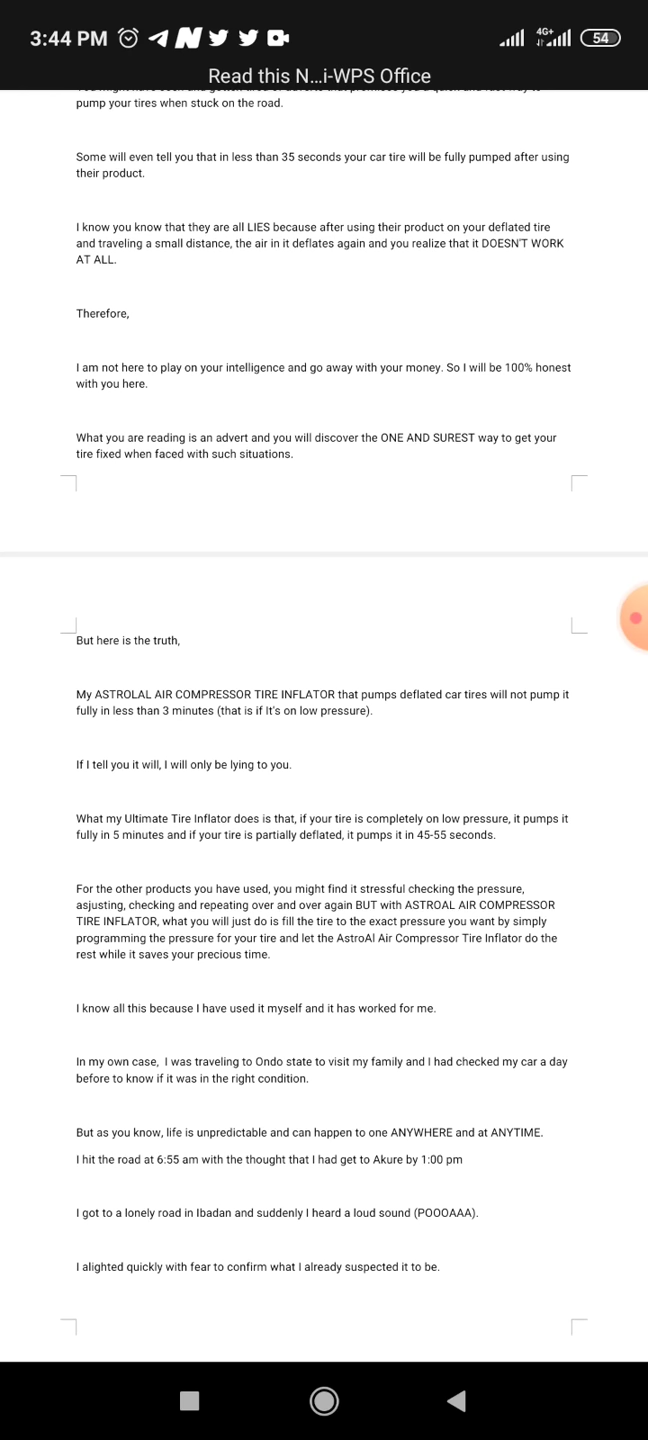 3:44 PM
4G+
54
Read this N...i-WPS Office
pump your tires when stuck on the road.
Some will even tell you that in less than 35 seconds your car tire will be fully pumped after using
their product.
I know you know that they are all LIES because after using their product on your deflated tire
and traveling a small distance, the air in it deflates again and you realize that it DOESN'T WORK
AT ALL.
Therefore,
I am not here to play on your intelligence and go away with your money. So I will be 100% honest
with you here.
What you are reading is an advert and you will discover the ONE AND SUREST way to get your
tire fixed when faced with such situations.
But here is the truth,
My ASTROLAL AIR COMPRESSOR TIRE INFLATOR that pumps deflated car tires will not pump it
fully in less than 3 minutes (that is if It's on low pressure).
If I tell you it will, I will only be lying to you.
What my Ultimate Tire Inflator does is that, if your tire is completely on low pressure, it pumps it
fully in 5 minutes and if your tire is partially deflated, it pumps it in 45-55 seconds.
For the other products you have used, you might find it stressful checking the pressure,
asjusting, checking and repeating over and over again BUT with ASTROAL AIR COMPRESSOR
TIRE INFLATOR, what you will just do is fill the tire to the exact pressure you want by simply
programming the pressure for your tire and let the AstroAl Air Compressor Tire Inflator do the
rest while it saves your precious time.
I know all this because I have used it myself and it has worked for me.
In my own case,  I was traveling to Ondo state to visit my family and I had checked my car a day
before to know if it was in the right condition.
But as you know, life is unpredictable and can happen to one ANYWHERE and at ANYTIME.
I hit the road at 6:55 am with the thought that I had get to Akure by 1:00 pm
I got to a lonely road in Ibadan and suddenly I heard a loud sound (POOOAAA).
I alighted quickly with fear to confirm what I already suspected it to be.